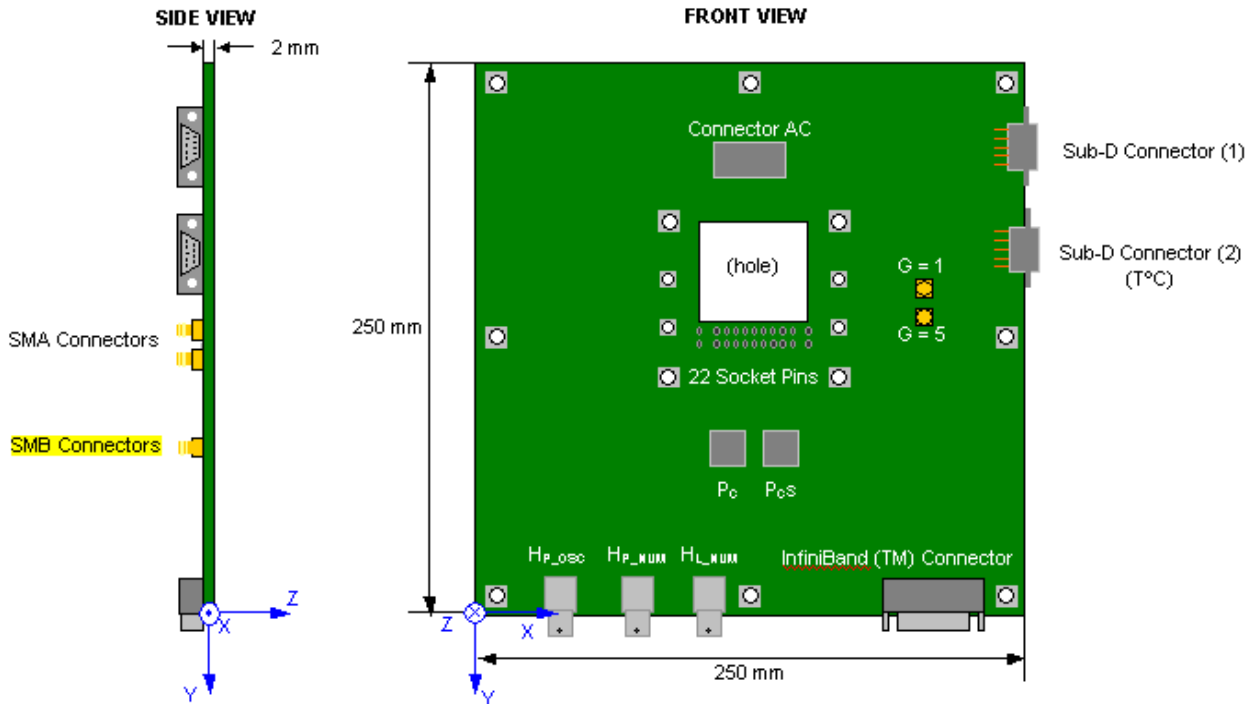 SIDE VIEW
FRONT VIEW
2 mm
Connector AC
Sub-D Connector (1)
(hole)
G = 1
Sub-D Connector (2)
(T°C)
250 mm
SMA Connectors
G = 5
22 Socket Pins
SMB Connectors
Pc Pcs
HP_OSC HP_NUM HL_NUM InfiniBand (TM) Connector
Z
X
Y
Z
X
Y
250 mm